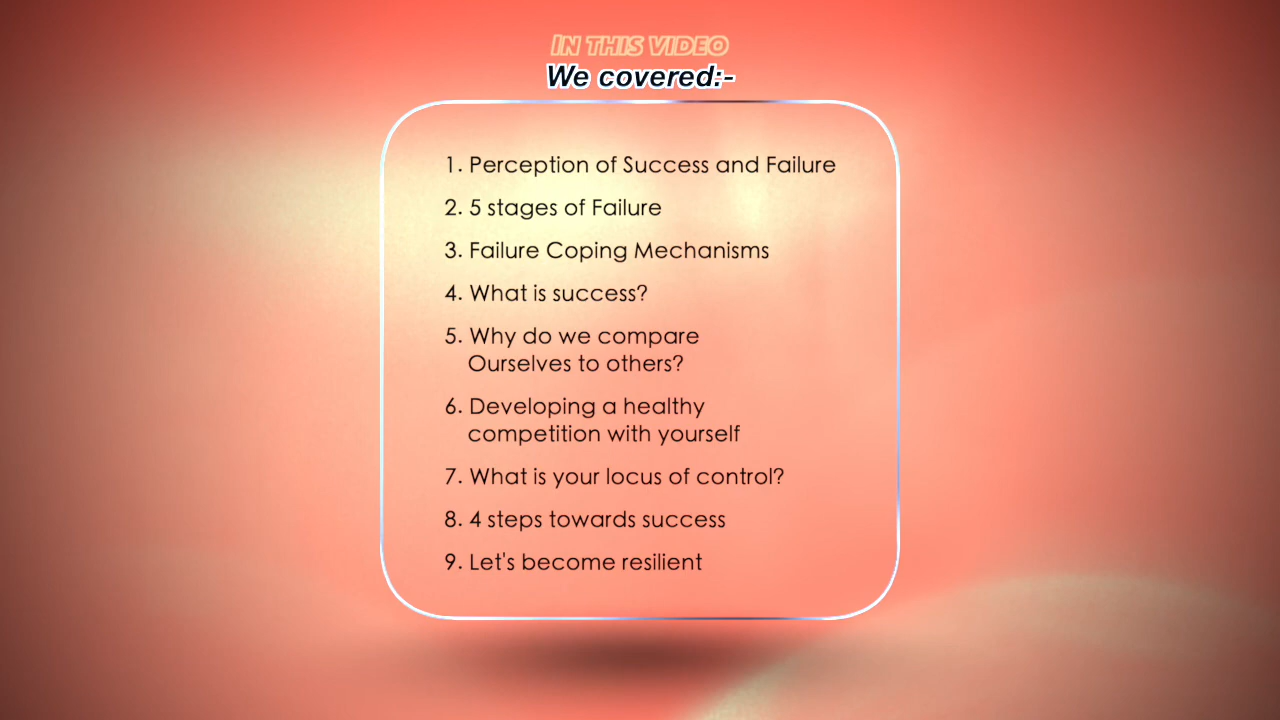 IN THIS VIDEO
We covered:-
1. Perception of Success and Failure
2. 5 stages of Failure
3. Failure Coping Mechanisms
4. What is success?
5. Why do we compare
Ourselves to others?
6. Developing a healthy
competition with yourself
7. What is your locus of control?
8. 4 steps towards success
9. Let's become resilient